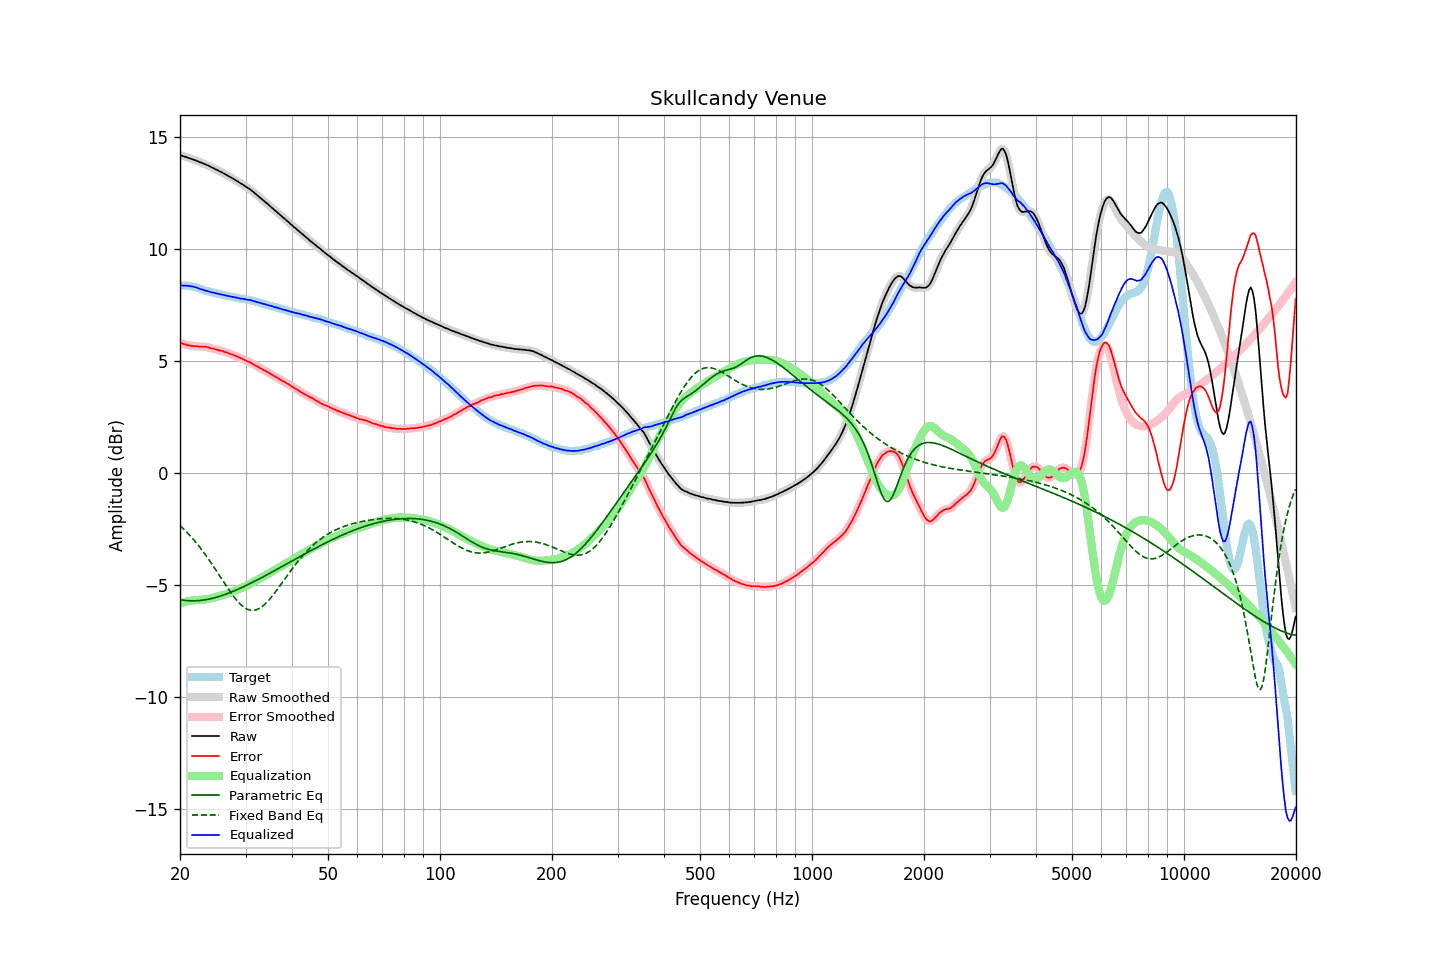 Skullcandy Venue
15
10
5
0
−5
−10
−15
Amplitude (dBr)
Target
Raw Smoothed
Error Smoothed
Raw
Error
Equalization
Parametric Eq
Fixed Band Eq
Equalized
20 50 100 200 500 1000 2000 5000 10000 20000
Frequency (Hz)